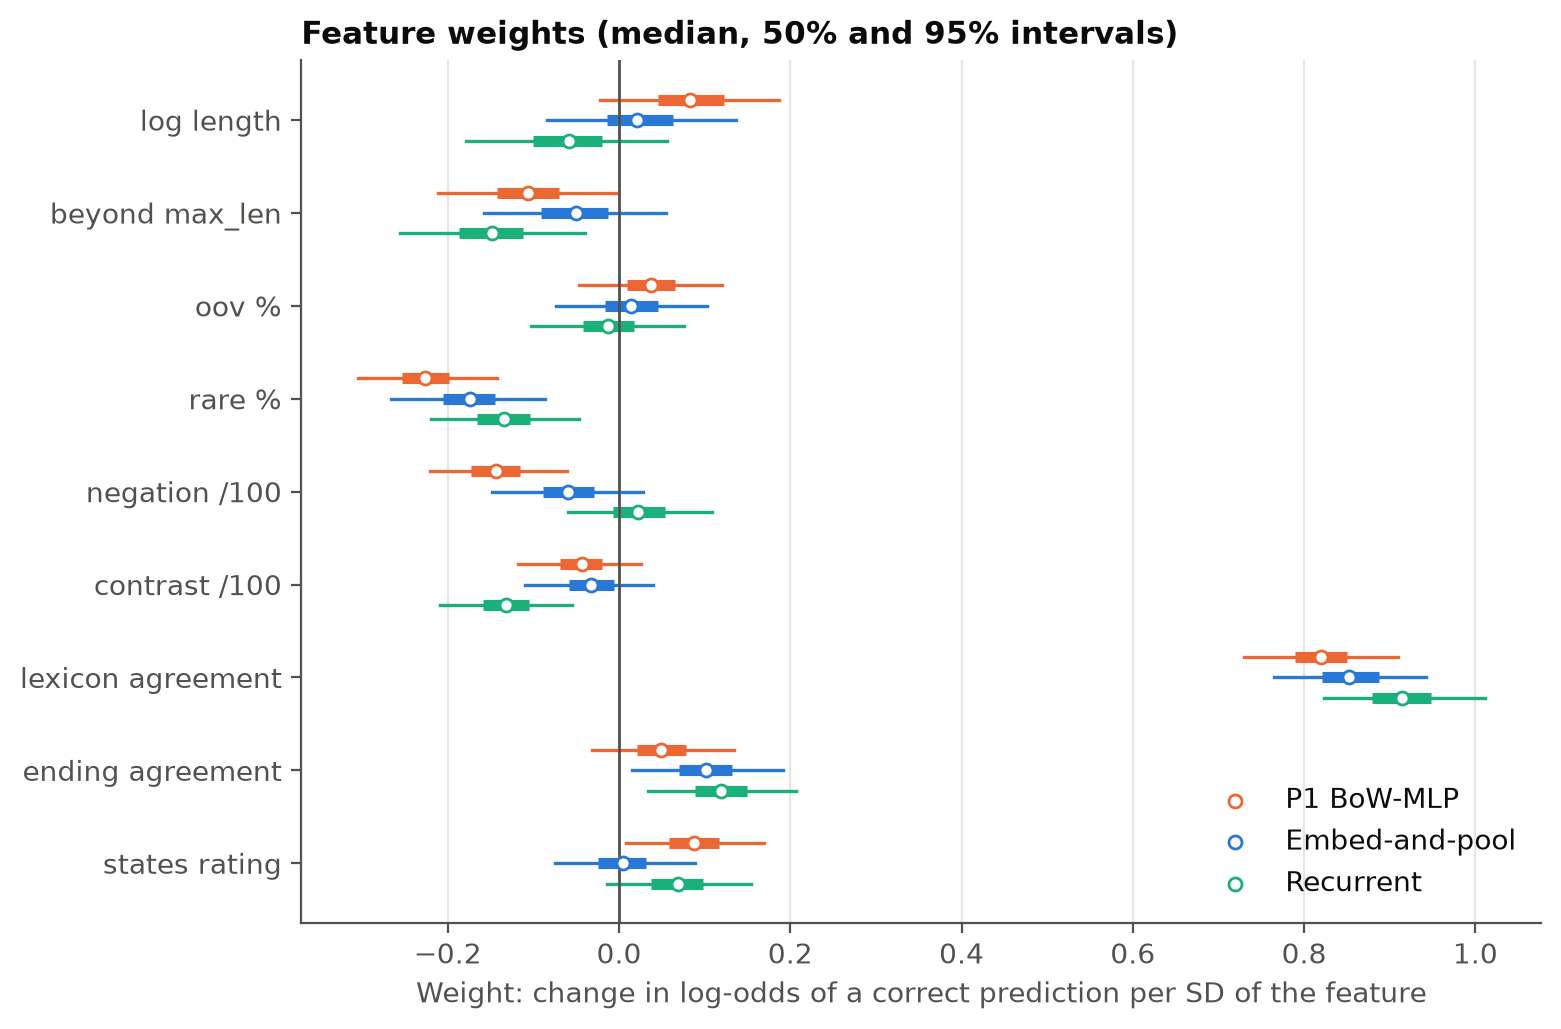 Feature weights (median, 50% and 95% intervals)
log length
beyond max_len
oov %
rare %
negation /100
contrast /100
lexicon agreement
ending agreement
states rating
P1 BoW-MLP
Embed-and-pool
Recurrent
−0.2 0.0 0.2 0.4 0.6 0.8 1.0
Weight: change in log-odds of a correct prediction per SD of the feature